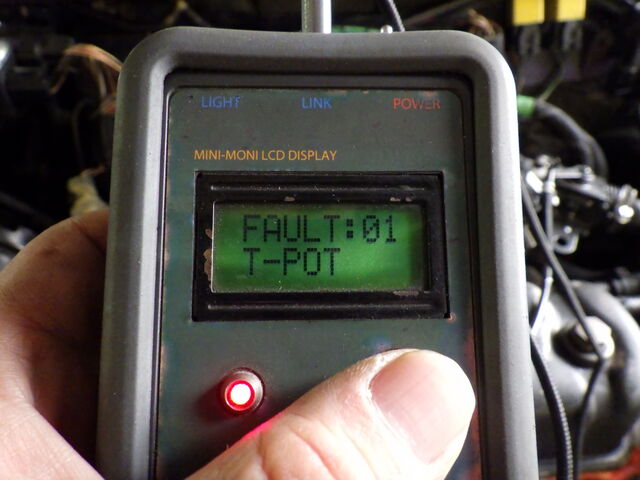 LIGHT LINK POWER
MINI-MONI LCD DISPLAY
FAULT:01
T-POT